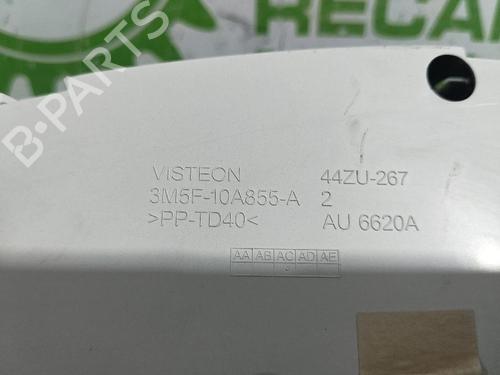 RECA
B-PARTS
VISTEON 44ZU-267
3M5F-10A855-A 2
>PP-TD40< AU 6620A
AA AB AC AD AE